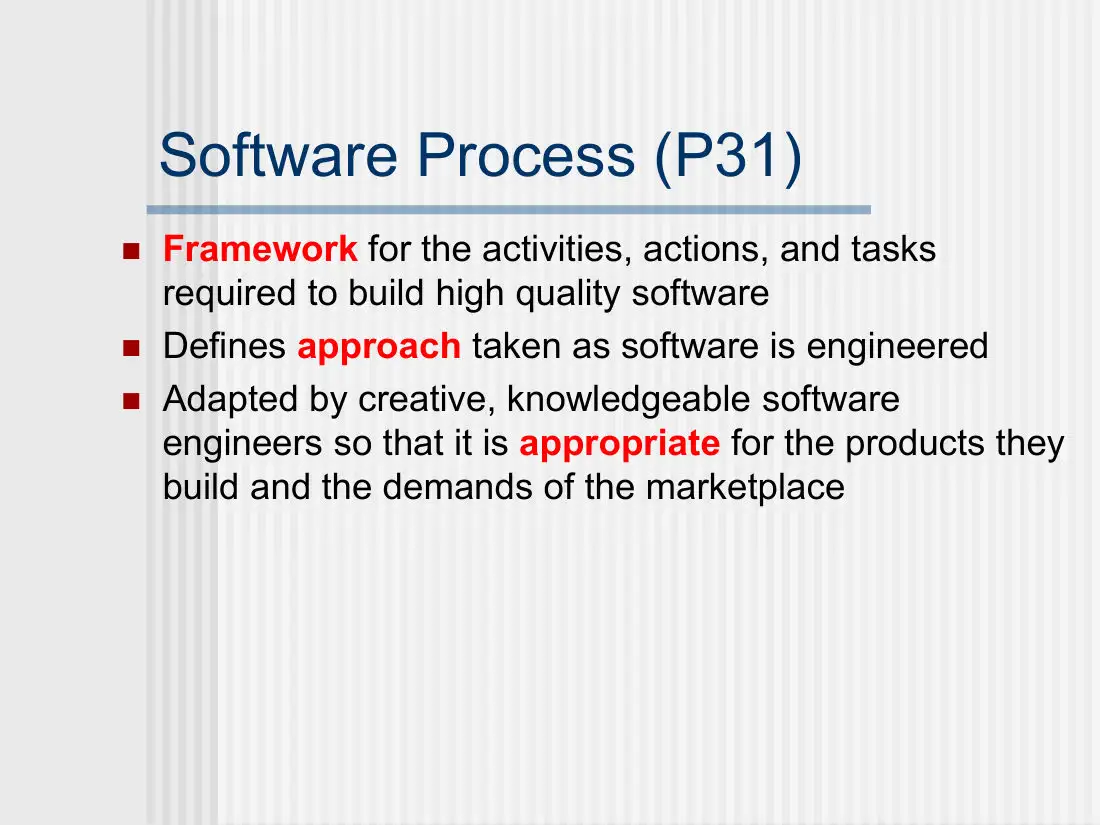 Software Process (P31)
Framework for the activities, actions, and tasks
required to build high quality software
Defines approach taken as software is engineered
Adapted by creative, knowledgeable software
engineers so that it is appropriate for the products they
build and the demands of the marketplace